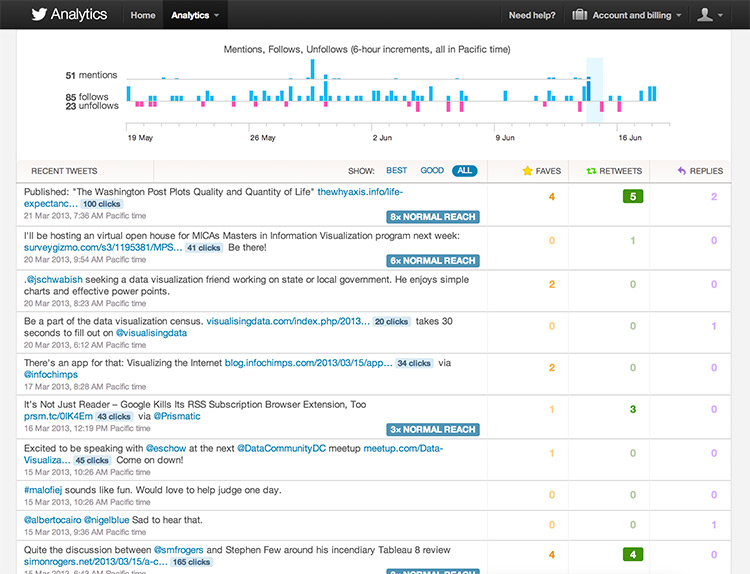 Analytics Home Analytics Need help? Account and billing
Mentions, Follows, Unfollows (6-hour increments, all in Pacific time)
51 mentions
85 follows
23 unfollows
19 May 26 May 2 Jun 9 Jun 16 Jun
RECENT TWEETS SHOW: BEST GOOD ALL FAVES RETWEETS REPLIES
Published: "The Washington Post Plots Quality and Quantity of Life" thewhyaxis.info/life-
expectanc… 100 clicks 4 5 2
21 Mar 2013, 7:36 AM Pacific time 6x NORMAL REACH
I'll be hosting an virtual open house for MICAs Masters in Information Visualization program next week:
surveygizmo.com/s3/1195381/MPS… 41 clicks Be there! 0 1 0
20 Mar 2013, 9:54 AM Pacific time 6x NORMAL REACH
.@jschwabish seeking a data visualization friend working on state or local government. He enjoys simple
charts and effective power points. 2 0 0
20 Mar 2013, 8:23 AM Pacific time
Be a part of the data visualization census. visualisingdata.com/index.php/2013… 20 clicks takes 30
seconds to fill out on @visualisingdata 0 0 1
20 Mar 2013, 6:12 AM Pacific time
There's an app for that: Visualizing the Internet blog.infochimps.com/2013/03/15/app… 34 clicks via
@infochimps 2 0 0
17 Mar 2013, 8:28 AM Pacific time
It's Not Just Reader – Google Kills Its RSS Subscription Browser Extension, Too
prsm.tc/0lK4Em 43 clicks via @Prismatic 1 3 0
16 Mar 2013, 12:19 PM Pacific time 3x NORMAL REACH
Excited to be speaking with @eschow at the next @DataCommunityDC meetup meetup.com/Data-
Visualiza… 45 clicks Come on down! 1 0 0
15 Mar 2013, 10:26 AM Pacific time
#malofiej sounds like fun. Would love to help judge one day. 0 0 0
15 Mar 2013, 10:26 AM Pacific time
@albertocairo @nigelblue Sad to hear that. 0 0 1
15 Mar 2013, 9:36 AM Pacific time
Quite the discussion between @smfrogers and Stephen Few around his incendiary Tableau 8 review
simonrogers.net/2013/03/15/a-c… 165 clicks 4 4 0